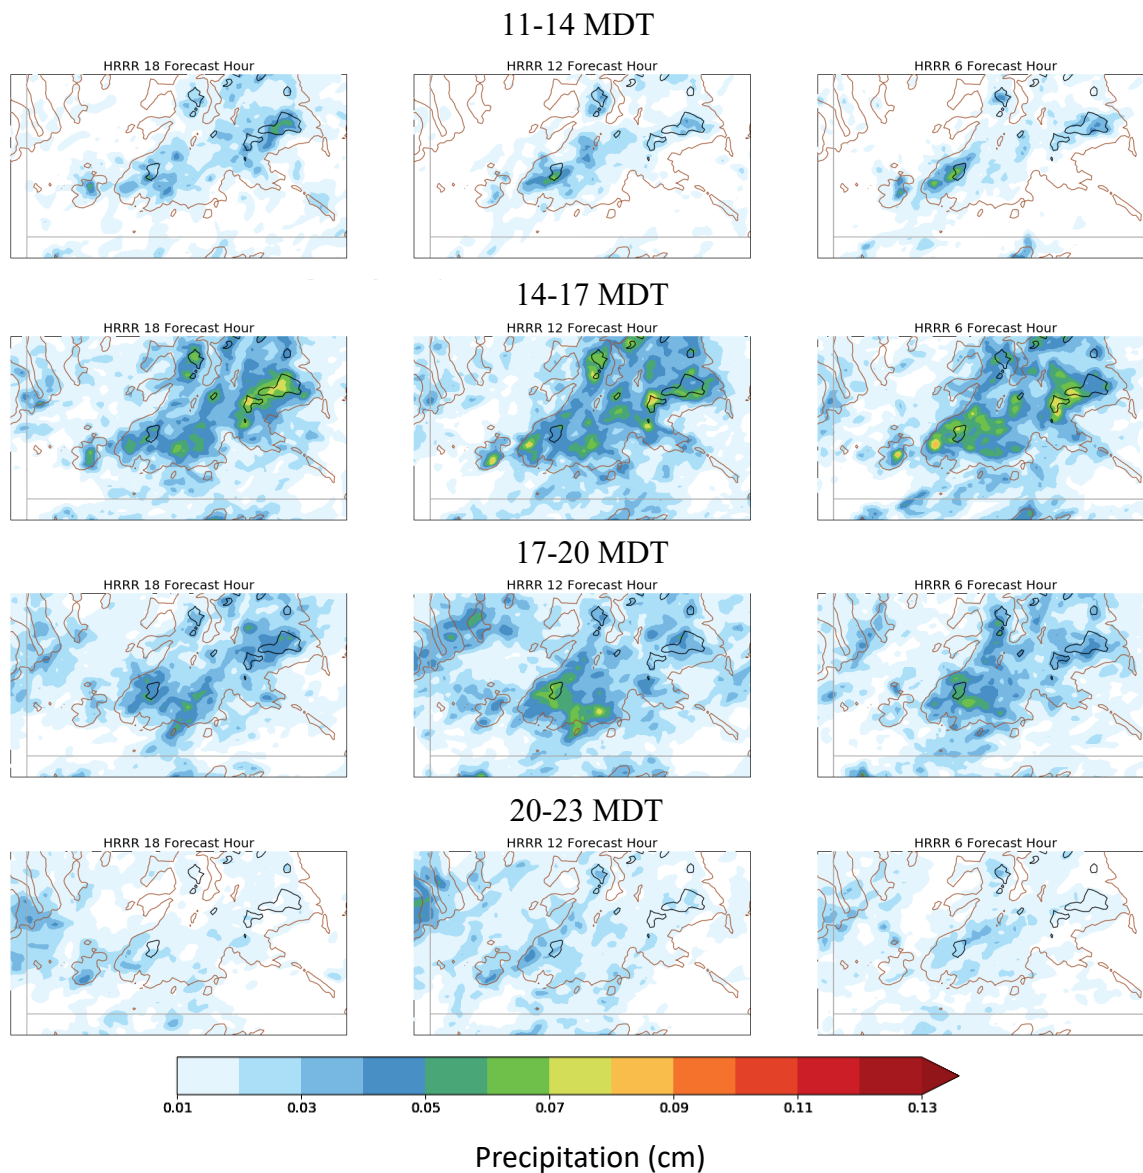 11-14 MDT
HRRR 18 Forecast Hour
HRRR 12 Forecast Hour
HRRR 6 Forecast Hour
14-17 MDT
HRRR 18 Forecast Hour
HRRR 12 Forecast Hour
HRRR 6 Forecast Hour
17-20 MDT
HRRR 18 Forecast Hour
HRRR 12 Forecast Hour
HRRR 6 Forecast Hour
20-23 MDT
HRRR 18 Forecast Hour
HRRR 12 Forecast Hour
HRRR 6 Forecast Hour
0.01 0.03 0.05 0.07 0.09 0.11 0.13
Precipitation (cm)